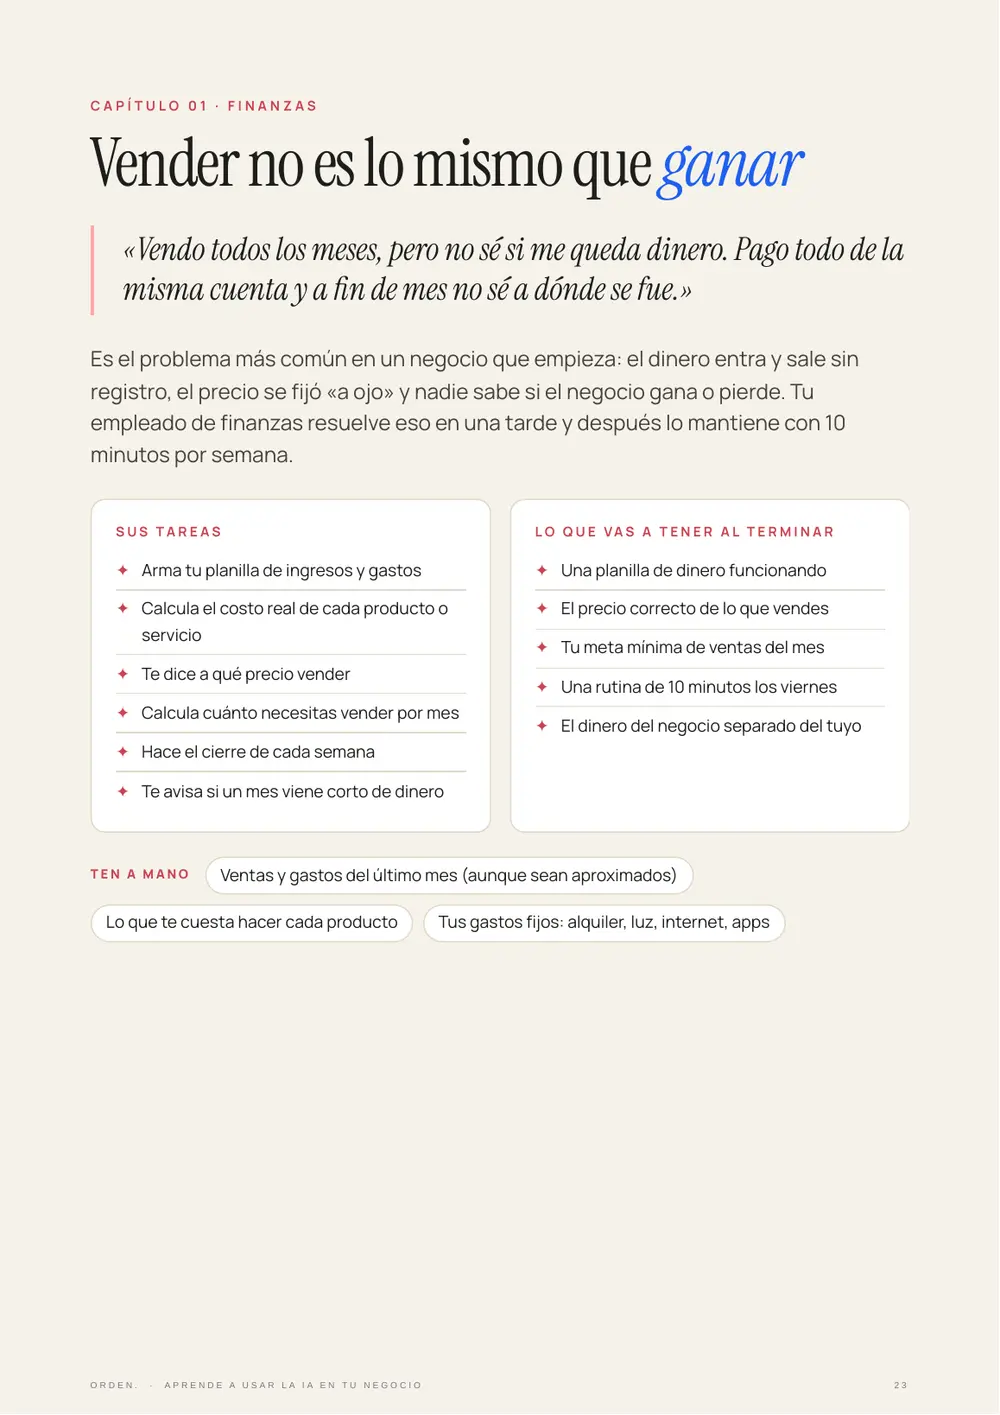 CAPÍTULO 01 · FINANZAS
Vender no es lo mismo que ganar
«Vendo todos los meses, pero no sé si me queda dinero. Pago todo de la
misma cuenta y a fin de mes no sé a dónde se fue.»
Es el problema más común en un negocio que empieza: el dinero entra y sale sin
registro, el precio se fijó «a ojo» y nadie sabe si el negocio gana o pierde. Tu
empleado de finanzas resuelve eso en una tarde y después lo mantiene con 10
minutos por semana.
SUS TAREAS
✦ Arma tu planilla de ingresos y gastos
✦ Calcula el costo real de cada producto o
servicio
✦ Te dice a qué precio vender
✦ Calcula cuánto necesitas vender por mes
✦ Hace el cierre de cada semana
✦ Te avisa si un mes viene corto de dinero
LO QUE VAS A TENER AL TERMINAR
✦ Una planilla de dinero funcionando
✦ El precio correcto de lo que vendes
✦ Tu meta mínima de ventas del mes
✦ Una rutina de 10 minutos los viernes
✦ El dinero del negocio separado del tuyo
TEN A MANO Ventas y gastos del último mes (aunque sean aproximados)
Lo que te cuesta hacer cada producto Tus gastos fijos: alquiler, luz, internet, apps
ORDEN. · APRENDE A USAR LA IA EN TU NEGOCIO 23